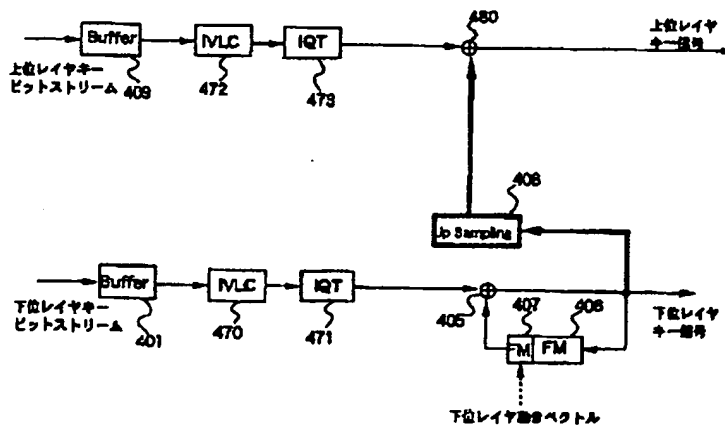 Buffer
IVLC
IQT
480
上位レイヤ
キー信号
上位レイヤキー
ビットストリーム
409
472
473
408
Up Sampling
Buffer
IVLC
IQT
405
407
406
下位レイヤキー
ビットストリーム
401
470
471
FM
下位レイヤ
キー信号
下位レイヤ動きベクトル